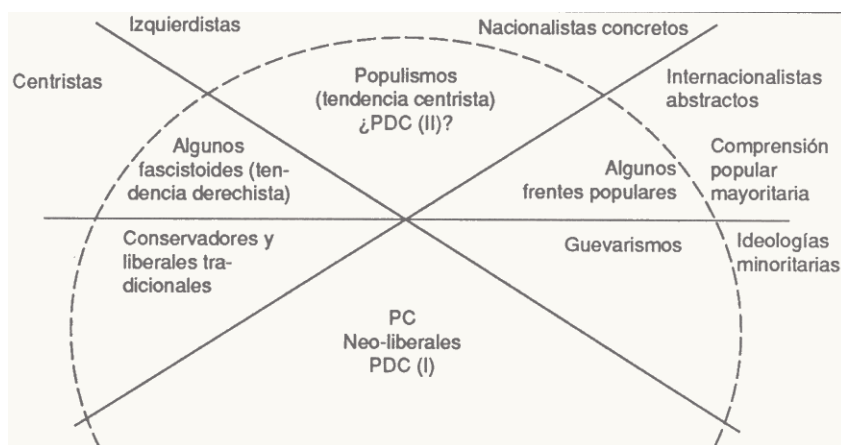 Izquierdistas
Nacionalistas concretos
Centristas
Populismos
(tendencia centrista)
¿PDC (II)?
Internacionalistas
abstractos
Algunos
fascistoides (ten-
dencia derechista)
Algunos
frentes populares
Comprensión
popular
mayoritaria
Conservadores y
liberales tra-
dicionales
Guevarismos
Ideologías
minoritarias
PC
Neo-liberales
PDC (I)